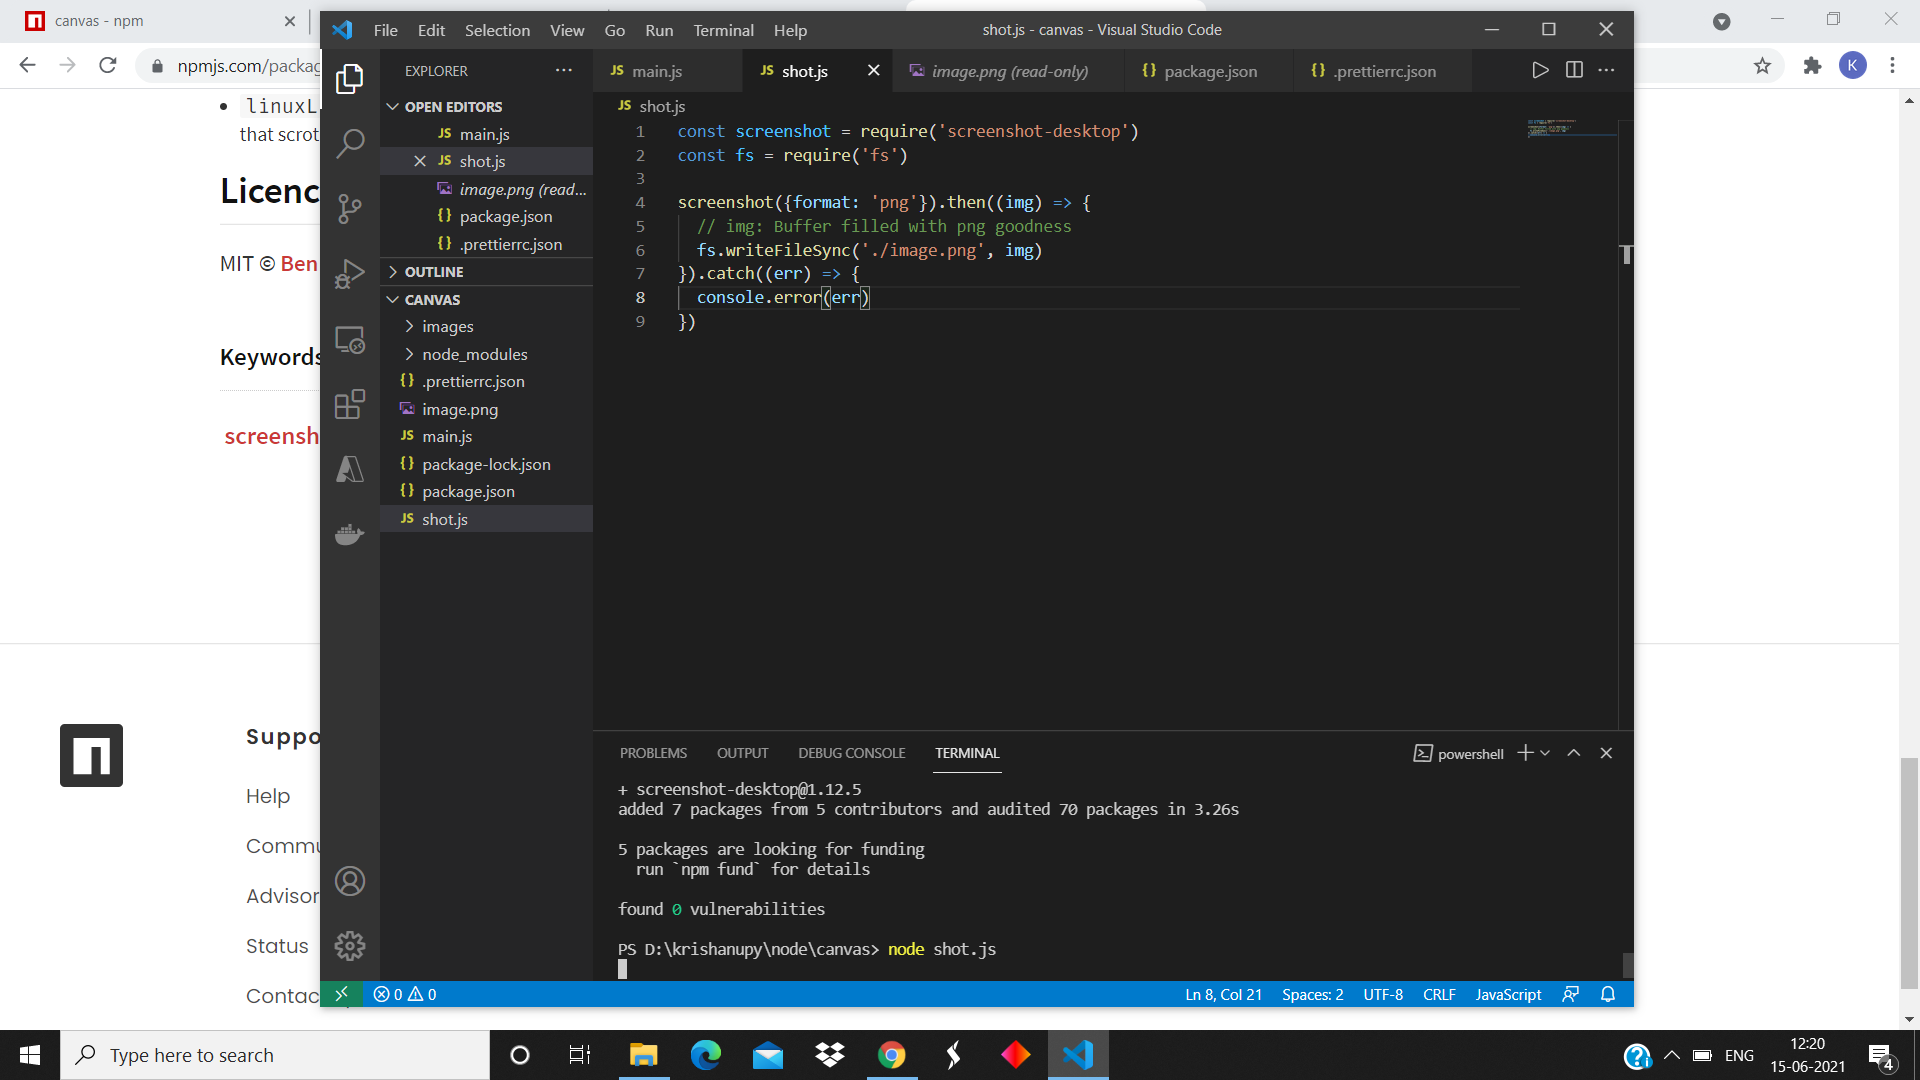 canvas - npm
npmjs.com/packag
linuxL
that scrot
Licenc
MIT © Ben
Keywords
screensh
Suppo
Help
Commu
Advisor
Status
Contac
File Edit Selection View Go Run Terminal Help
shot.js - canvas - Visual Studio Code
EXPLORER
OPEN EDITORS
JS main.js
JS shot.js
image.png (read...
{} package.json
{} .prettierrc.json
OUTLINE
CANVAS
images
node_modules
{} .prettierrc.json
image.png
JS main.js
{} package-lock.json
{} package.json
JS shot.js
JS main.js
JS shot.js
image.png (read-only)
{} package.json
{} .prettierrc.json
JS shot.js
1 const screenshot = require('screenshot-desktop')
2 const fs = require('fs')
3
4 screenshot({format: 'png'}).then((img) => {
5 // img: Buffer filled with png goodness
6 fs.writeFileSync('./image.png', img)
7 }).catch((err) => {
8 console.error(err)
9 })
PROBLEMS OUTPUT DEBUG CONSOLE TERMINAL
powershell
+ screenshot-desktop@1.12.5
added 7 packages from 5 contributors and audited 70 packages in 3.26s
5 packages are looking for funding
run `npm fund` for details
found 0 vulnerabilities
PS D:\krishanupy\node\canvas> node shot.js
0 0
Ln 8, Col 21 Spaces: 2 UTF-8 CRLF JavaScript
K
Type here to search
ENG
12:20
15-06-2021
4